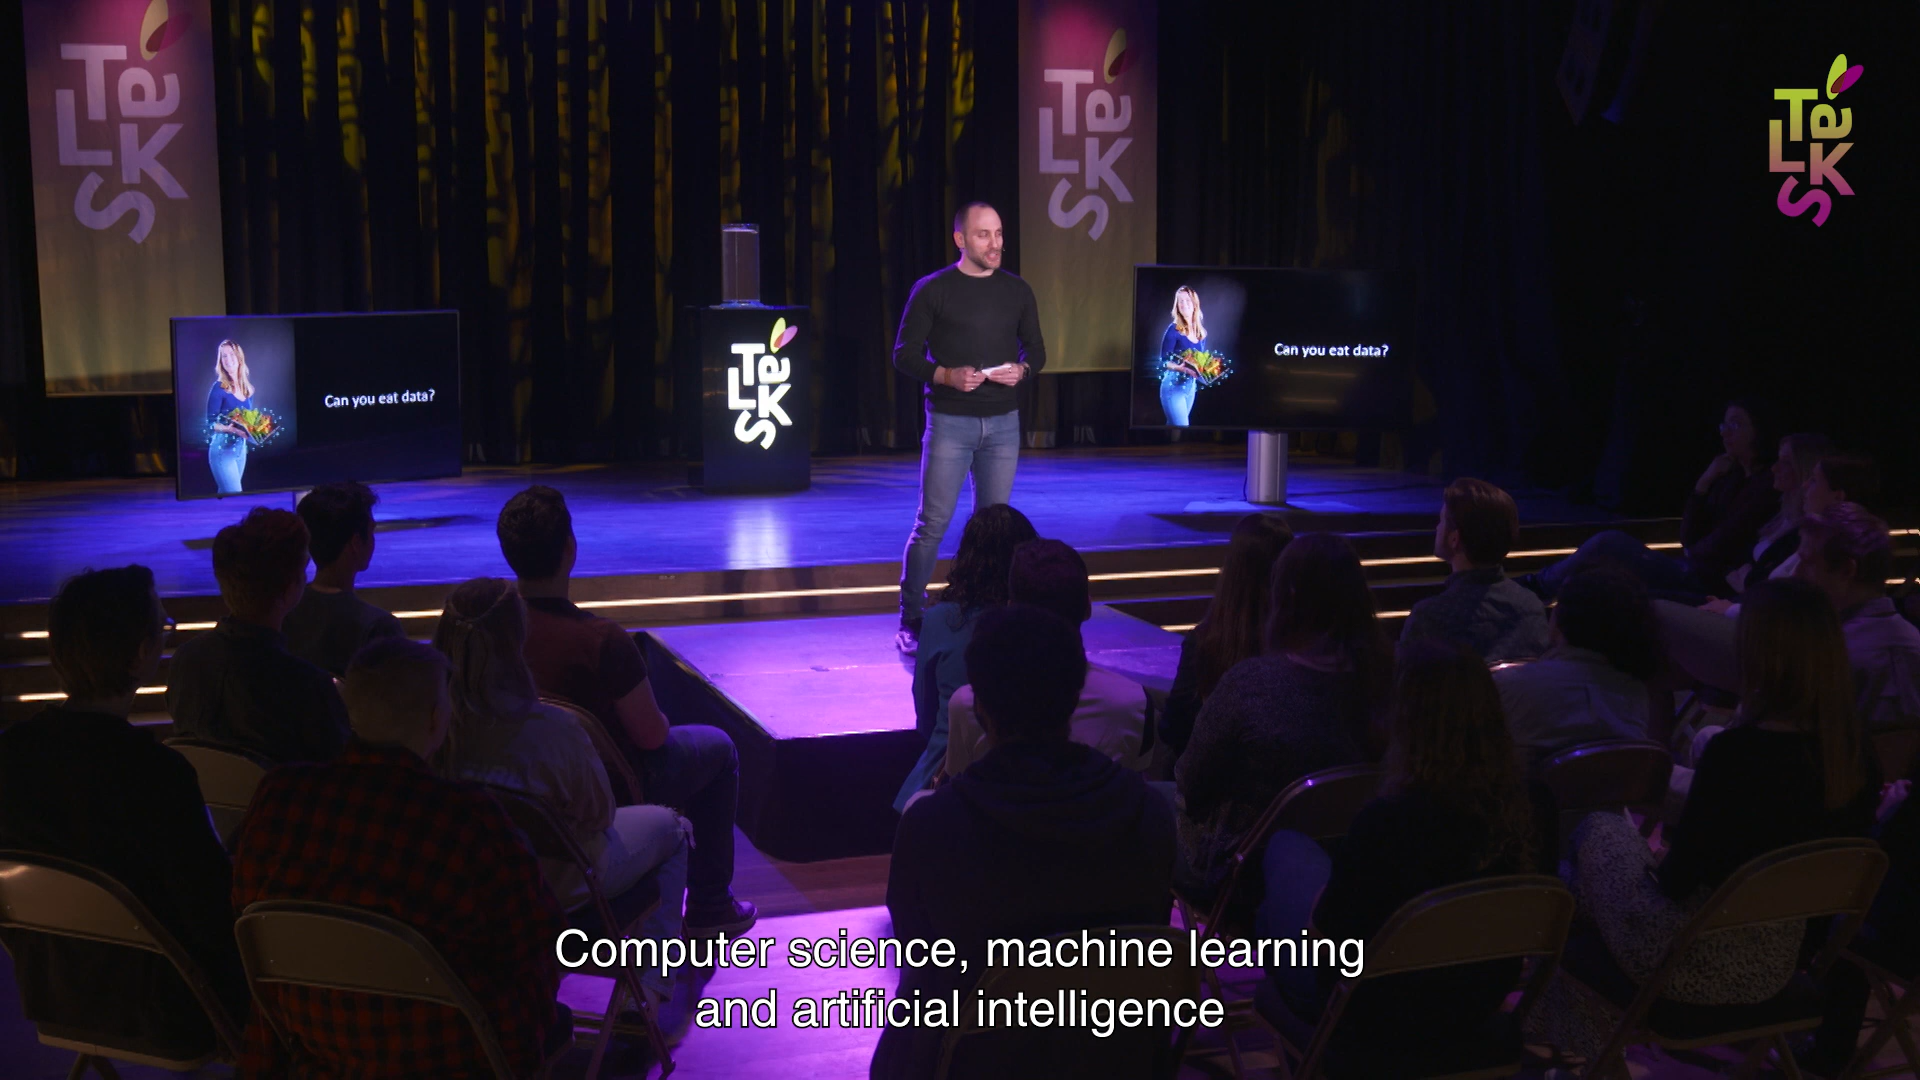 TaLKS
TaLKS
TaLKS
Can you eat data?
TaLKS
Can you eat data?
Computer science, machine learning
and artificial intelligence